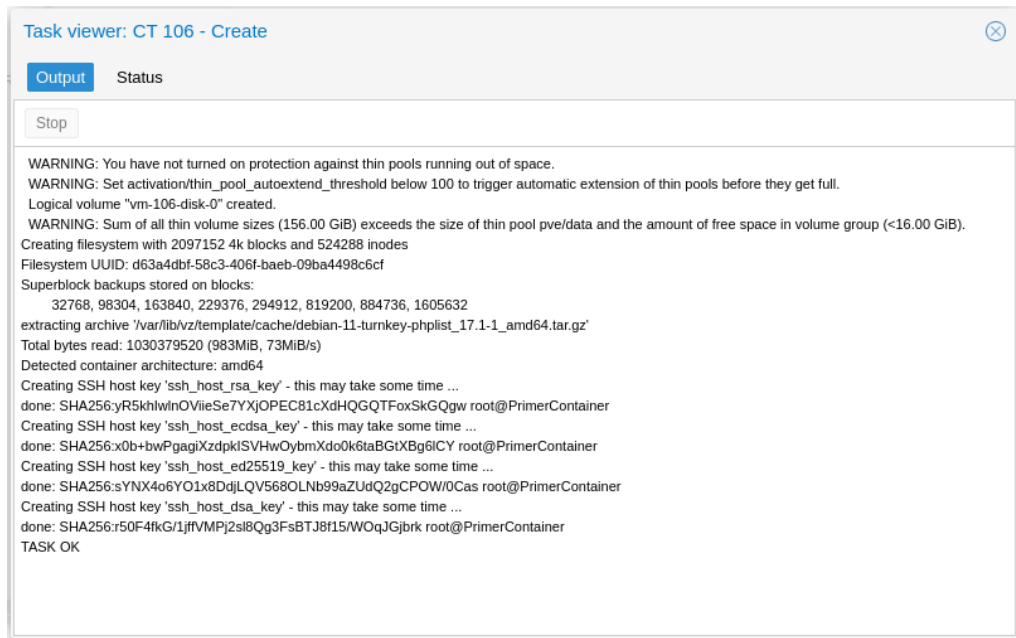 Task viewer: CT 106 - Create
Output Status
Stop
WARNING: You have not turned on protection against thin pools running out of space.
WARNING: Set activation/thin_pool_autoextend_threshold below 100 to trigger automatic extension of thin pools before they get full.
Logical volume "vm-106-disk-0" created.
WARNING: Sum of all thin volume sizes (156.00 GiB) exceeds the size of thin pool pve/data and the amount of free space in volume group (<16.00 GiB).
Creating filesystem with 2097152 4k blocks and 524288 inodes
Filesystem UUID: d63a4dbf-58c3-406f-baeb-09ba4498c6cf
Superblock backups stored on blocks:
32768, 98304, 163840, 229376, 294912, 819200, 884736, 1605632
extracting archive '/var/lib/vz/template/cache/debian-11-turnkey-phplist_17.1-1_amd64.tar.gz'
Total bytes read: 1030379520 (983MiB, 73MiB/s)
Detected container architecture: amd64
Creating SSH host key 'ssh_host_rsa_key' - this may take some time ...
done: SHA256:yR5khlwlnOViieSe7YXjOPEC81cXdHQGQTFoxSkGQgw root@PrimerContainer
Creating SSH host key 'ssh_host_ecdsa_key' - this may take some time ...
done: SHA256:x0b+bwPgagiXzdpkISVHwOybmXdo0k6taBGtXBg6lCY root@PrimerContainer
Creating SSH host key 'ssh_host_ed25519_key' - this may take some time ...
done: SHA256:sYNX4o6YO1x8DdjLQV568OLNb99aZUdQ2gCPOW/0Cas root@PrimerContainer
Creating SSH host key 'ssh_host_dsa_key' - this may take some time ...
done: SHA256:r50F4fkG/1jffVMPj2sl8Qg3FsBTJ8f15/WOqJGjbrk root@PrimerContainer
TASK OK